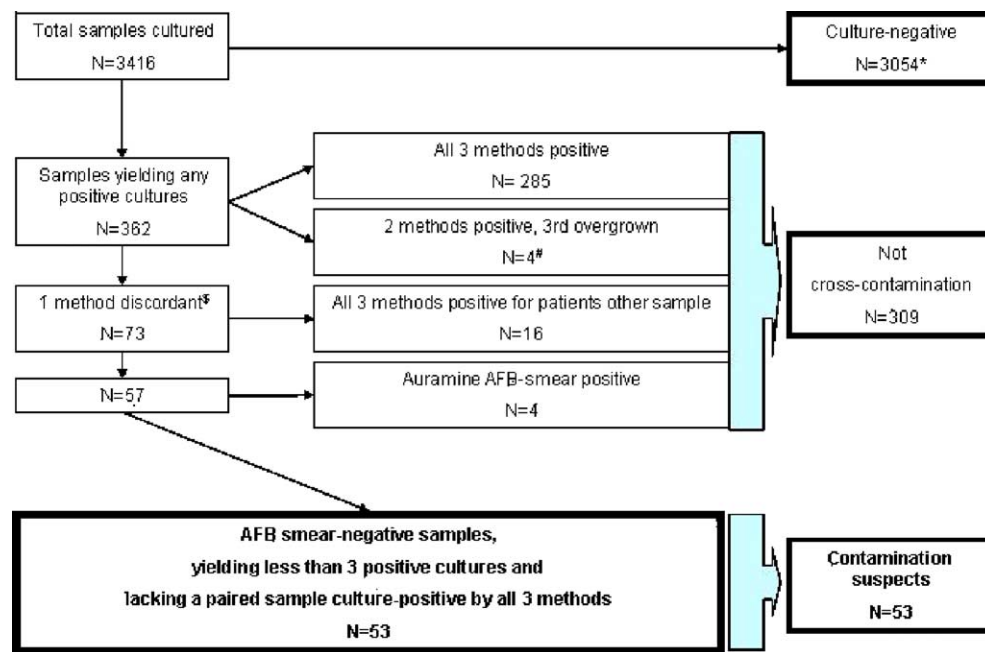 Total samples cultured
N=3416
Culture-negative
N=3054*
Samples yielding any
positive cultures
N=362
All 3 methods positive
N= 285
2 methods positive, 3rd overgrown
N=4#
1 method discordant$
N=73
All 3 methods positive for patients other sample
N=16
Not
cross-contamination
N=309
N=57
Auramine AFB-smear positive
N=4
AFB smear-negative samples,
yielding less than 3 positive cultures and
lacking a paired sample culture-positive by all 3 methods
N=53
Contamination
suspects
N=53